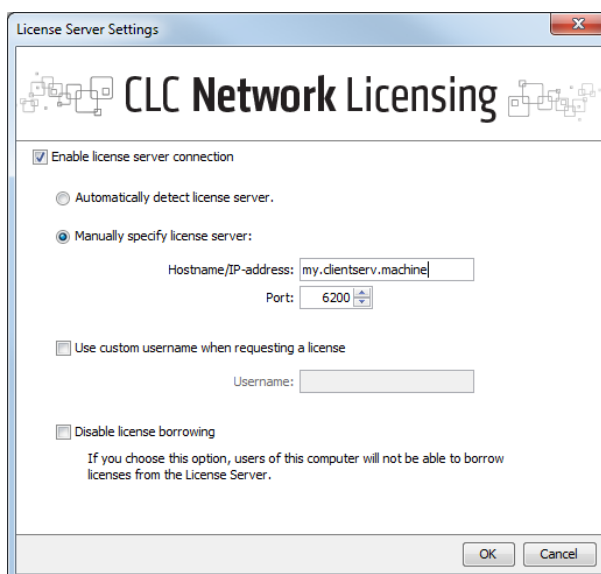 License Server Settings
CLC Network Licensing
Enable license server connection
Automatically detect license server.
Manually specify license server:
Hostname/IP-address: my.clientserv.machine
Port: 6200
Use custom username when requesting a license
Username:
Disable license borrowing
If you choose this option, users of this computer will not be able to borrow
licenses from the License Server.
OK Cancel